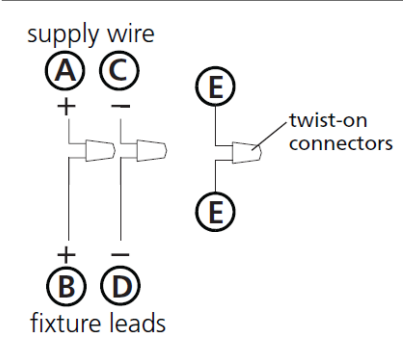 supply wire
A C
+ −
E
twist-on
connectors
E
+ −
B D
fixture leads